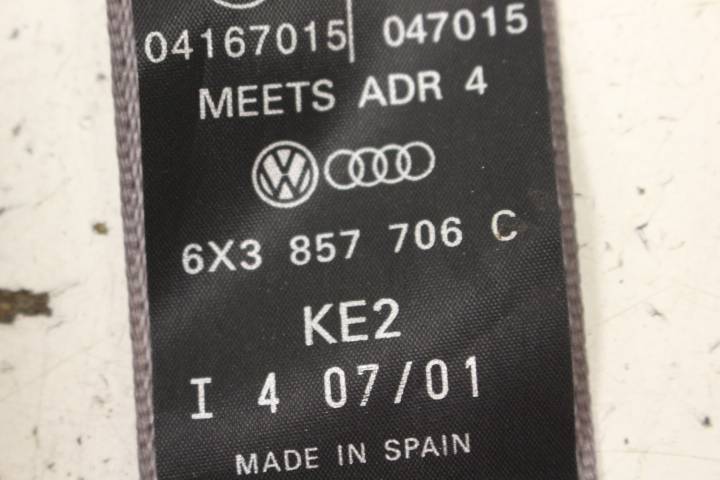 04167015 | 047015
MEETS ADR 4
6X3 857 706 C
KE2
I 4 07/01
MADE IN SPAIN